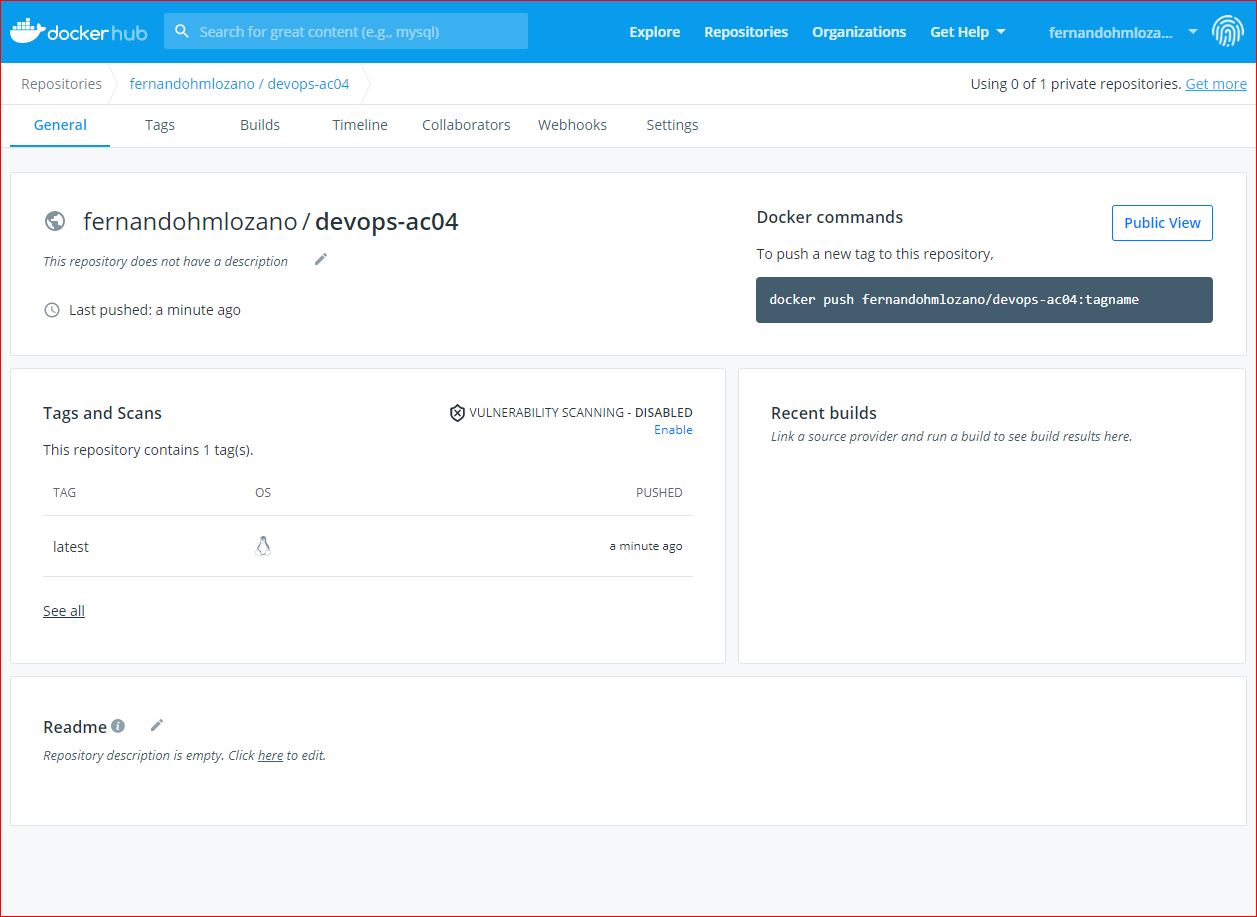 docker hub
Search for great content (e.g., mysql)
Explore
Repositories
Organizations
Get Help
fernandohmloza...
Repositories
fernandohmlozano / devops-ac04
Using 0 of 1 private repositories. Get more
General
Tags
Builds
Timeline
Collaborators
Webhooks
Settings
fernandohmlozano / devops-ac04
This repository does not have a description
Last pushed: a minute ago
Docker commands
Public View
To push a new tag to this repository,
docker push fernandohmlozano/devops-ac04:tagname
Tags and Scans
VULNERABILITY SCANNING - DISABLED
Enable
This repository contains 1 tag(s).
TAG
OS
PUSHED
latest
a minute ago
See all
Recent builds
Link a source provider and run a build to see build results here.
Readme
Repository description is empty. Click here to edit.